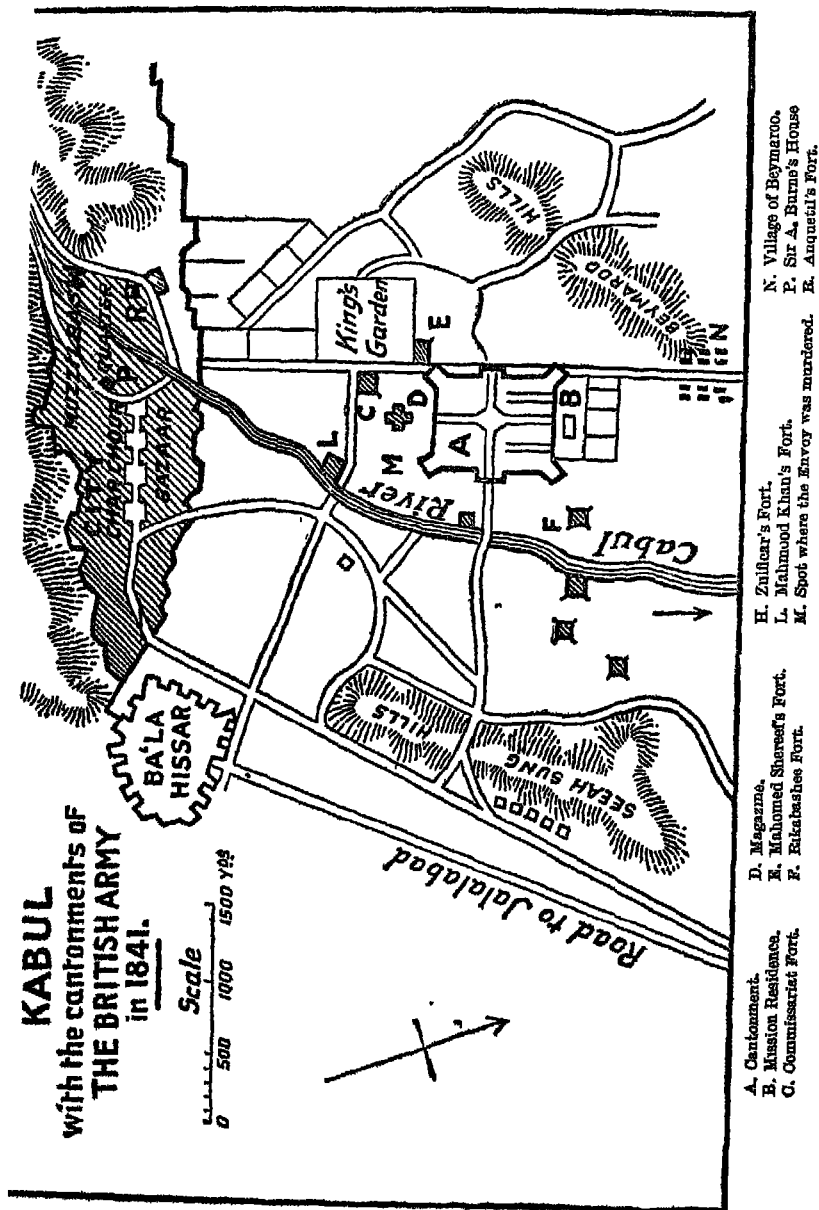 KABUL
with the cantonments of
THE BRITISH ARMY
in 1841.
Scale
0 500 1000 1500 Yds
BA'LA
HISSAR
CITY
CHARCHOUK
BAZAAR
P
R
L
King's
Garden
C
E
M
D
A
B
River
Cabul
F
HILLS
BEYMAROO
N
HILLS
SEEAH SUNG
Road to Jalalabad
A. Cantonment.
B. Mission Residence.
C. Commissariat Fort.
D. Magazine.
E. Mahomed Shereef's Fort.
F. Rikabashee Fort.
H. Zulficar's Fort.
L. Mahmood Khan's Fort.
M. Spot where the Envoy was murdered.
N. Village of Beymaroo.
P. Sir A. Burne's House
R. Anquetil's Fort.